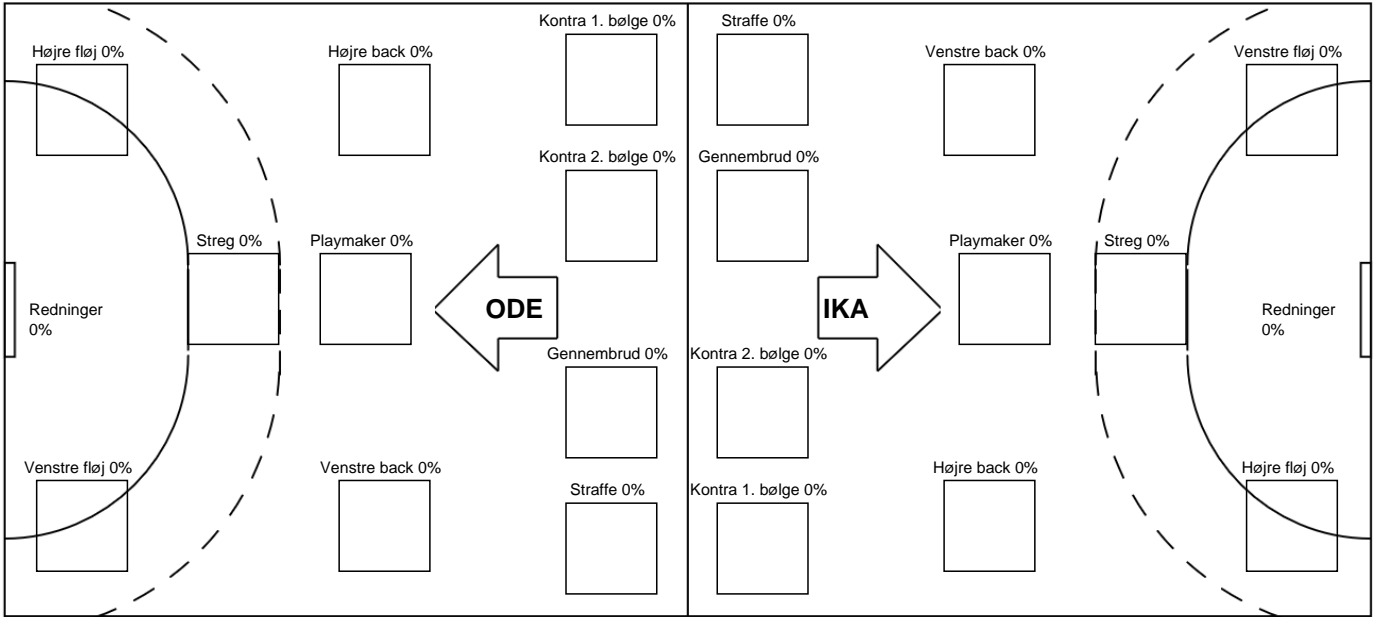 Kontra 1. bølge 0%
Straffe 0%
Højre fløj 0%
Højre back 0%
Venstre back 0%
Venstre fløj 0%
Kontra 2. bølge 0%
Gennembrud 0%
Streg 0%
Playmaker 0%
Playmaker 0%
Streg 0%
Redninger
0%
ODE
IKA
Redninger
0%
Gennembrud 0%
Kontra 2. bølge 0%
Venstre fløj 0%
Venstre back 0%
Højre back 0%
Højre fløj 0%
Straffe 0%
Kontra 1. bølge 0%